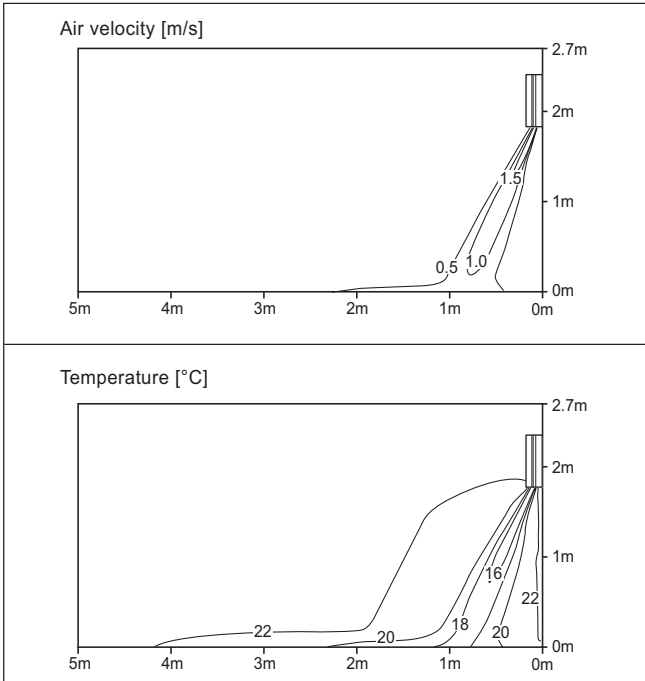 Air velocity [m/s]
2.7m
2m
1.5
1m
0.5 1.0
0m
5m 4m 3m 2m 1m 0m
Temperature [°C]
2.7m
2m
1m
16
22
18
22 20 20
0m
5m 4m 3m 2m 1m 0m